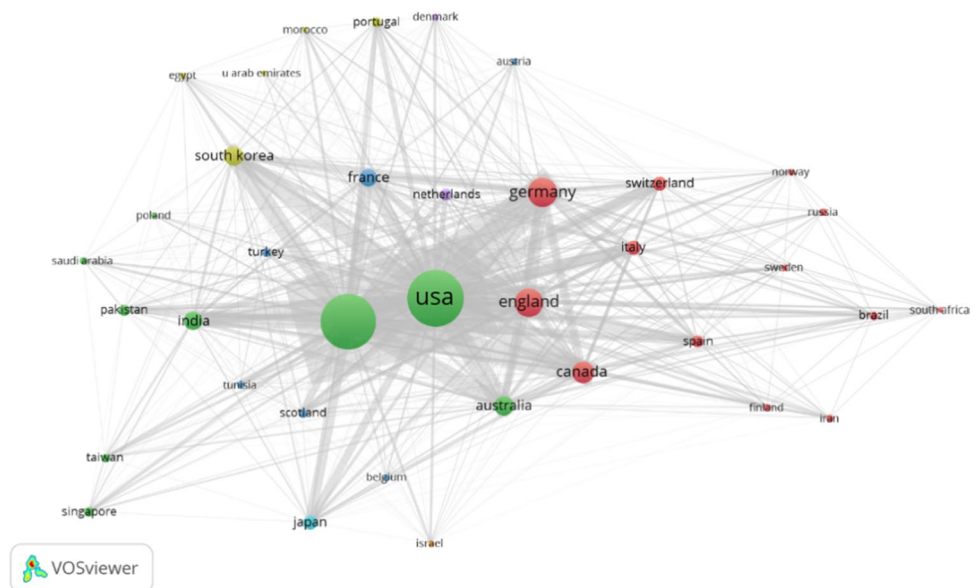 denmark
portugal
morocco
austria
u arab emirates
egypt
south korea
norway
france
switzerland
germany
netherlands
russia
poland
italy
turkey
saudi arabia
sweden
usa
england
pakistan
south africa
brazil
india
spain
canada
tunisia
australia
finland
scotland
iran
taiwan
belgium
singapore
japan
israel
VOSviewer